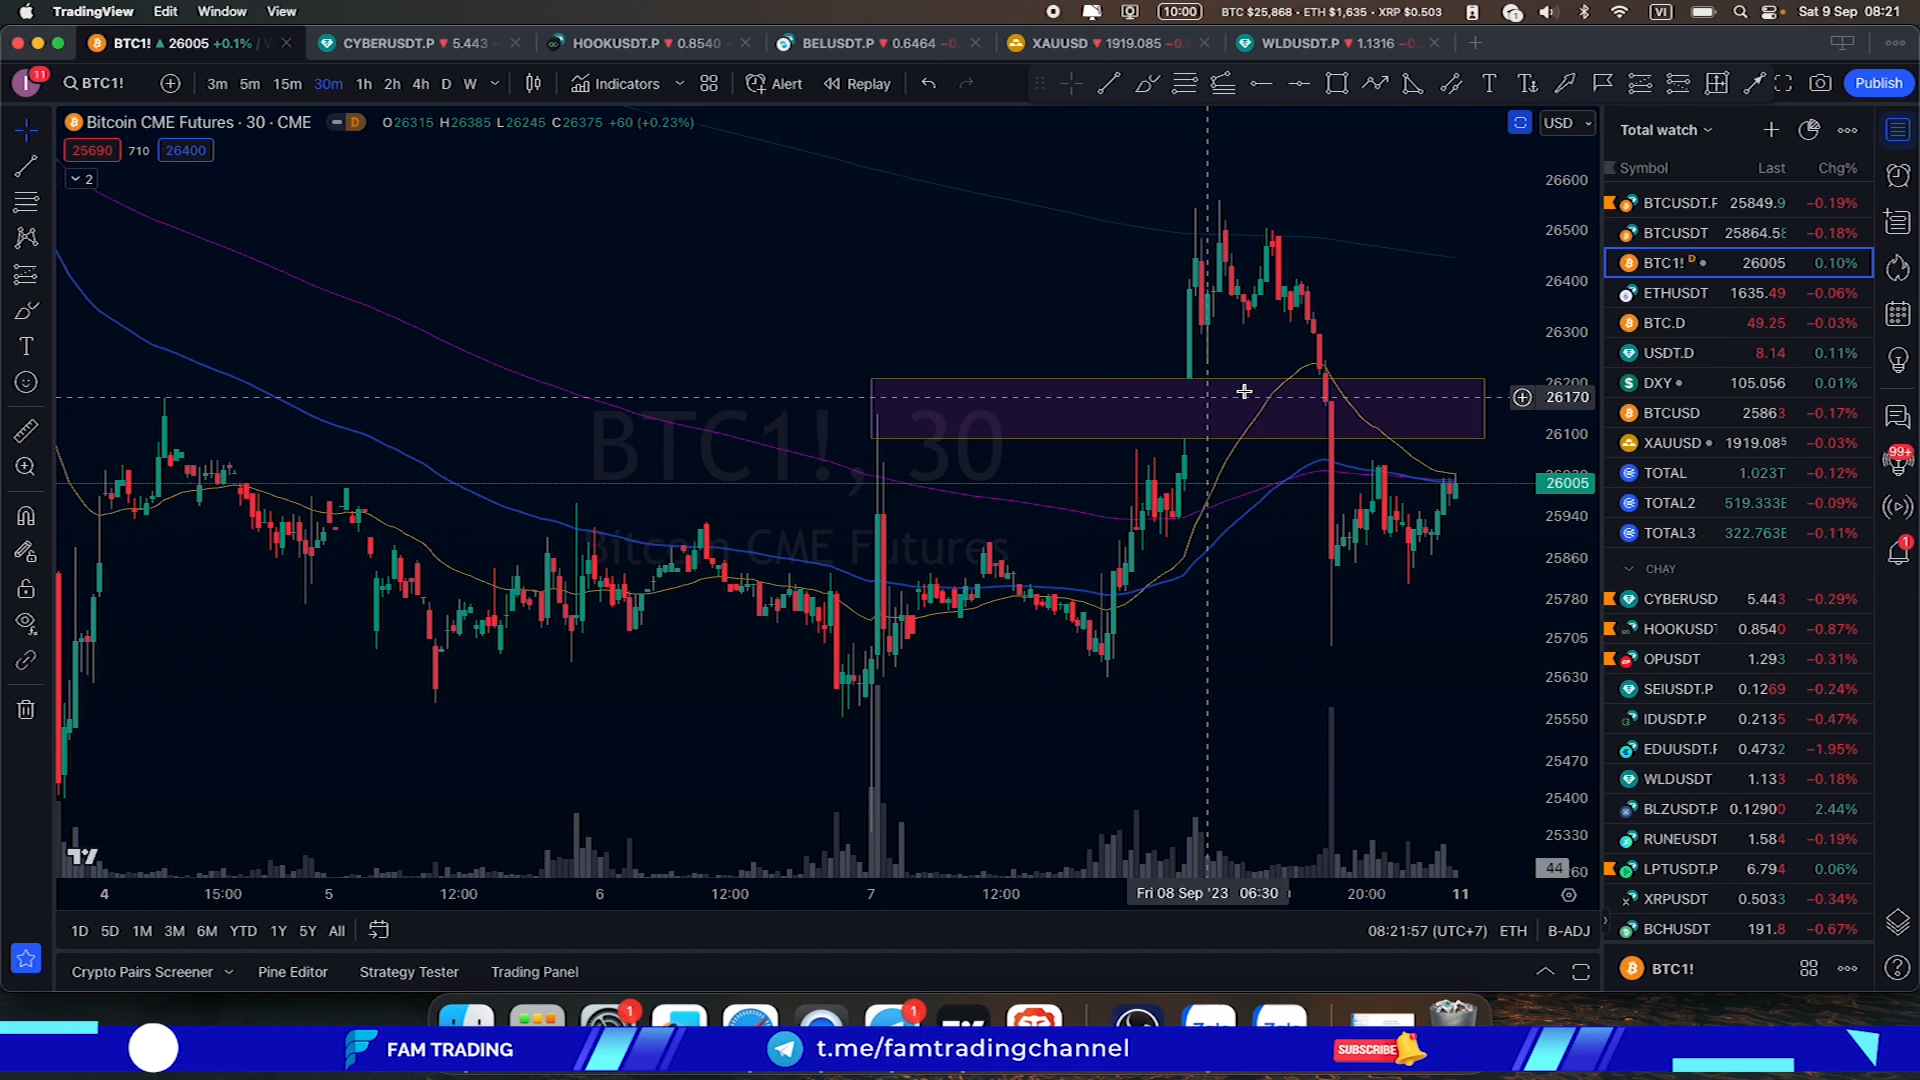 TradingView Edit Window View 10:00 BTC $25,868 • ETH $1,635 • XRP $0.503 1 VI Sat 9 Sep 08:21
BTC1! ▲ 26005 +0.1% / CYBERUSDT.P ▼ 5.443 HOOKUSDT.P ▼ 0.8540 BELUSDT.P ▼ 0.6464 XAUUSD ▼ 1919.085 WLDUSDT.P ▼ 1.1316
I 11 BTC1! 3m 5m 15m 30m 1h 2h 4h D W Indicators Alert Replay Publish
Bitcoin CME Futures · 30 · CME D O26315 H26385 L26245 C26375 +60 (+0.23%) USD
25690 710 26400
2
26600
26500
26400
26300
26200
26170
26100
26005
25940
25860
25780
25705
25630
25550
25470
25400
25330
44
BTC1!, 30
Bitcoin CME Futures
4 15:00 5 12:00 6 12:00 7 12:00 Fri 08 Sep '23 06:30 20:00 11
1D 5D 1M 3M 6M YTD 1Y 5Y All 08:21:57 (UTC+7) ETH B-ADJ
Crypto Pairs Screener Pine Editor Strategy Tester Trading Panel
Total watch
Symbol Last Chg%
BTCUSDT.P 25849.9 −0.19%
BTCUSDT 25864.58 −0.18%
BTC1! D 26005 0.10%
ETHUSDT 1635.49 −0.06%
BTC.D 49.25 −0.03%
USDT.D 8.14 0.11%
DXY 105.056 0.01%
BTCUSD 25863 −0.17%
XAUUSD 1919.085 −0.03%
TOTAL 1.023T −0.12%
TOTAL2 519.333B −0.09%
TOTAL3 322.763B −0.11%
CHAY
CYBERUSD 5.443 −0.29%
HOOKUSDT 0.8540 −0.87%
OPUSDT 1.293 −0.31%
SEIUSDT.P 0.1269 −0.24%
IDUSDT.P 0.2135 −0.47%
EDUUSDT.P 0.4732 −1.95%
WLDUSDT 1.133 −0.18%
BLZUSDT.P 0.12900 2.44%
RUNEUSDT 1.584 −0.19%
LPTUSDT.P 6.794 0.06%
XRPUSDT 0.5033 −0.34%
BCHUSDT 191.8 −0.67%
BTC1!
99+
1
1 1
FAM TRADING t.me/famtradingchannel SUBSCRIBE